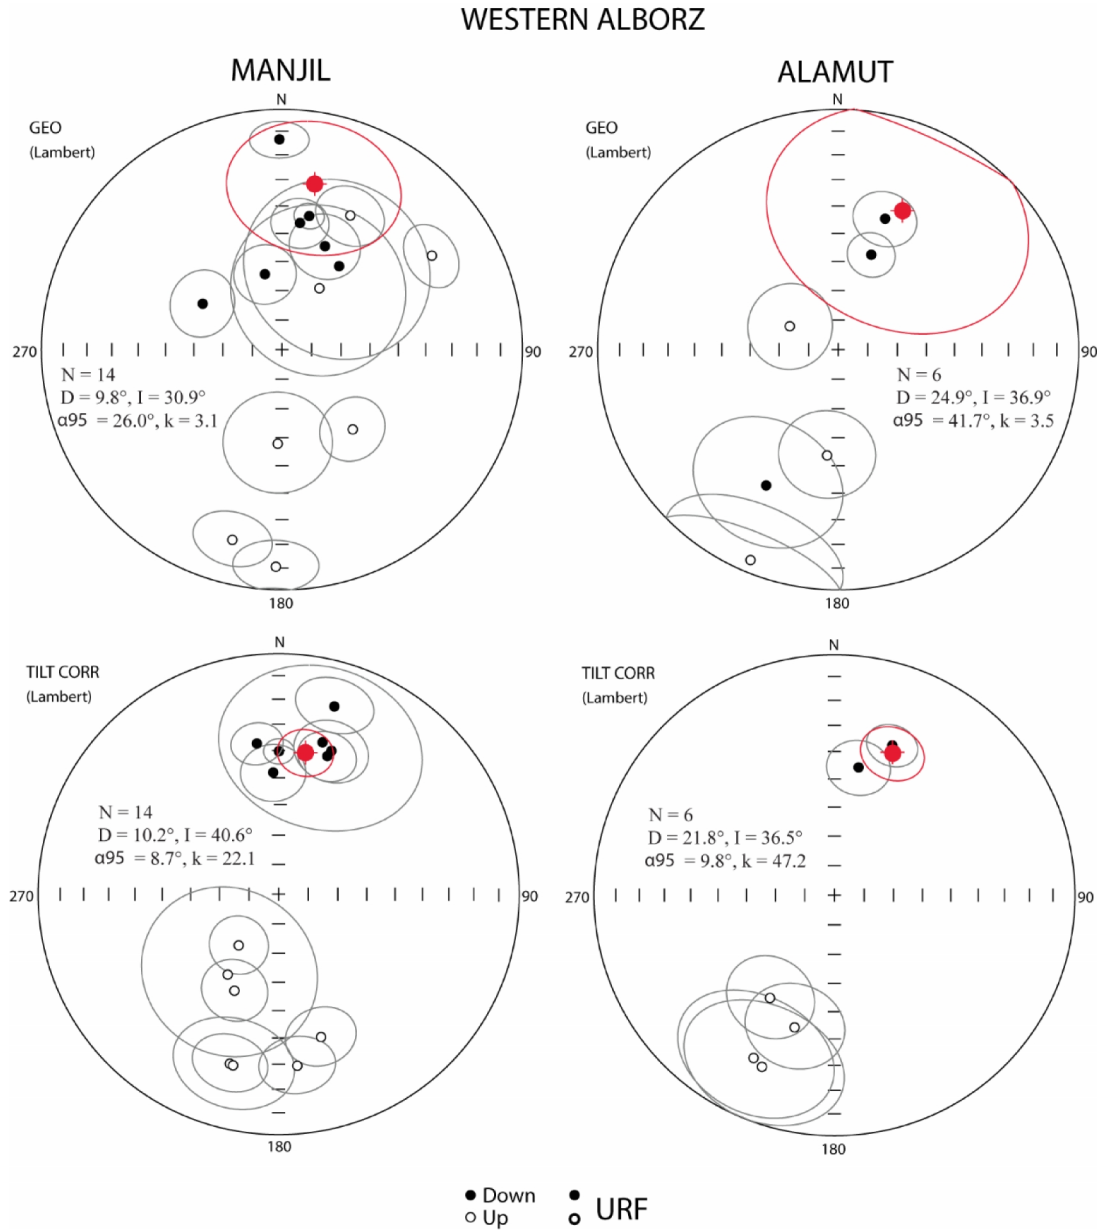 WESTERN ALBORZ
MANJIL
N
GEO
(Lambert)
270
90
N = 14
D = 9.8°, I = 30.9°
α95 = 26.0°, k = 3.1
180
ALAMUT
N
GEO
(Lambert)
270
90
N = 6
D = 24.9°, I = 36.9°
α95 = 41.7°, k = 3.5
180
N
TILT CORR
(Lambert)
N = 14
D = 10.2°, I = 40.6°
α95 = 8.7°, k = 22.1
270
90
180
N
TILT CORR
(Lambert)
N = 6
D = 21.8°, I = 36.5°
α95 = 9.8°, k = 47.2
270
90
180
Down
Up
URF